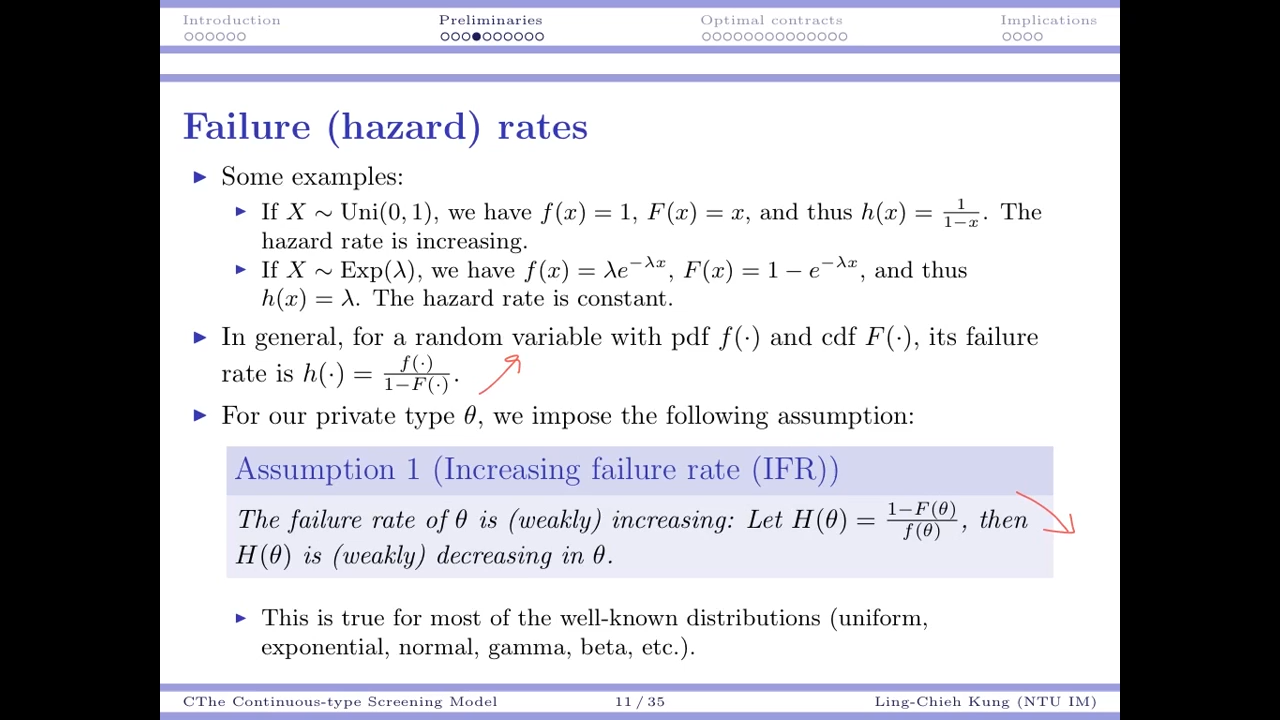 Introduction Preliminaries Optimal contracts Implications
Failure (hazard) rates
Some examples:
If X ∼ Uni(0, 1), we have f(x) = 1, F(x) = x, and thus h(x) = 1/(1−x). The
hazard rate is increasing.
If X ∼ Exp(λ), we have f(x) = λe^{−λx}, F(x) = 1 − e^{−λx}, and thus
h(x) = λ. The hazard rate is constant.
In general, for a random variable with pdf f(·) and cdf F(·), its failure
rate is h(·) = f(·)/(1−F(·)).
For our private type θ, we impose the following assumption:
Assumption 1 (Increasing failure rate (IFR))
The failure rate of θ is (weakly) increasing: Let H(θ) = (1−F(θ))/f(θ), then
H(θ) is (weakly) decreasing in θ.
This is true for most of the well-known distributions (uniform,
exponential, normal, gamma, beta, etc.).
CThe Continuous-type Screening Model 11 / 35 Ling-Chieh Kung (NTU IM)